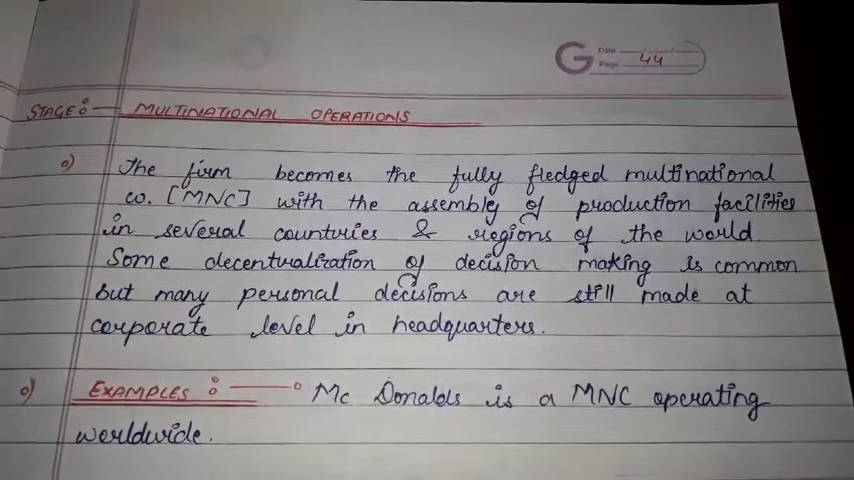 G Date
Page 44
STAGE:— MULTINATIONAL OPERATIONS
o) The firm becomes the fully fledged multinational
co. [MNC] with the assembly of production facilities
in several countries & regions of the world.
Some decentralization of decision making is common
but many personal decisions are still made at
corporate level in headquarters.
o) EXAMPLES :— Mc Donalds is a MNC operating
worldwide.